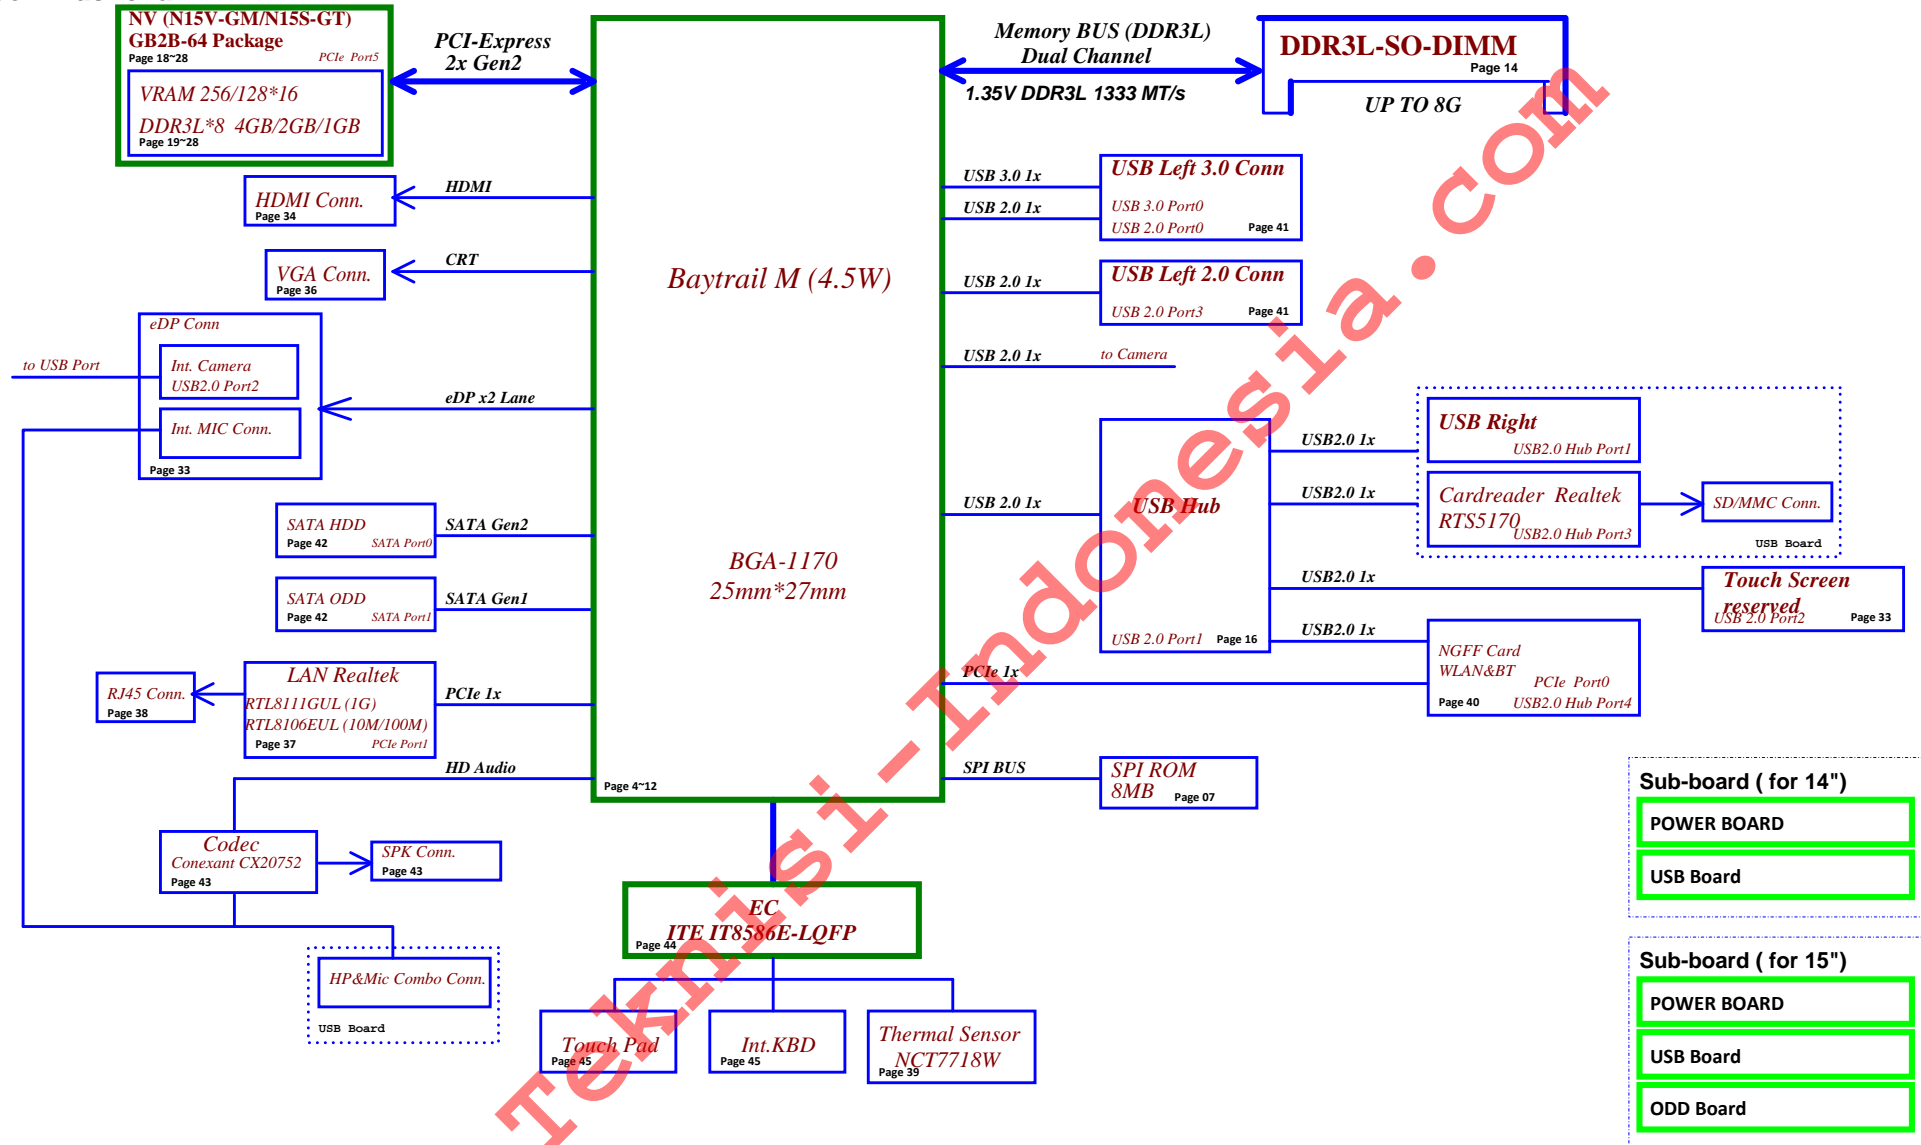 NV (N15V-GM/N15S-GT)
GB2B-64 Package
Page 18~28
PCIe Port5
VRAM 256/128*16
DDR3L*8 4GB/2GB/1GB
Page 19~28
PCI-Express
2x Gen2
Memory BUS (DDR3L)
Dual Channel
1.35V DDR3L 1333 MT/s
DDR3L-SO-DIMM
Page 14
UP TO 8G
HDMI Conn.
Page 34
HDMI
VGA Conn.
Page 36
CRT
eDP Conn
to USB Port
Int. Camera
USB2.0 Port2
Int. MIC Conn.
Page 33
eDP x2 Lane
SATA HDD
Page 42
SATA Port0
SATA Gen2
SATA ODD
Page 42
SATA Port1
SATA Gen1
LAN Realtek
RTL8111GUL (1G)
RTL8106EUL (10M/100M)
Page 37
PCIe Port1
PCIe 1x
RJ45 Conn.
Page 38
HD Audio
Codec
Conexant CX20752
Page 43
SPK Conn.
Page 43
HP&Mic Combo Conn.
USB Board
Baytrail M (4.5W)
BGA-1170
25mm*27mm
Page 4~12
EC
ITE IT8586E-LQFP
Page 44
Touch Pad
Page 45
Int.KBD
Page 45
Thermal Sensor
NCT7718W
Page 39
USB 3.0 1x
USB 2.0 1x
USB Left 3.0 Conn
USB 3.0 Port0
USB 2.0 Port0
Page 41
USB 2.0 1x
USB Left 2.0 Conn
USB 2.0 Port3
Page 41
USB 2.0 1x
to Camera
USB 2.0 1x
USB Hub
USB 2.0 Port1
Page 16
USB2.0 1x
USB Right
USB2.0 Hub Port1
USB2.0 1x
Cardreader Realtek
RTS5170
USB2.0 Hub Port3
SD/MMC Conn.
USB Board
USB2.0 1x
Touch Screen
reserved
USB 2.0 Port2
Page 33
USB2.0 1x
NGFF Card
WLAN&BT
PCIe Port0
USB2.0 Hub Port4
Page 40
PCIe 1x
SPI BUS
SPI ROM
8MB
Page 07
Sub-board ( for 14")
POWER BOARD
USB Board
Sub-board ( for 15")
POWER BOARD
USB Board
ODD Board
Teknisi-Indonesia.com